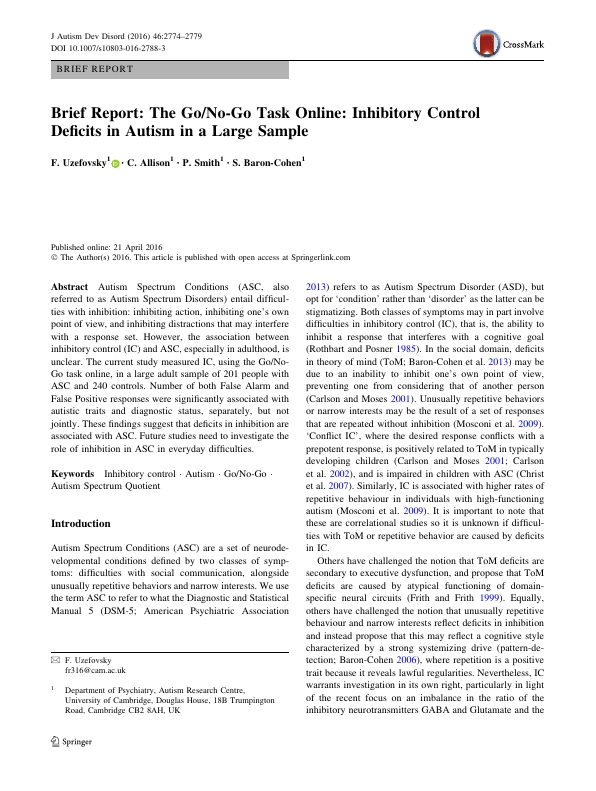 J Autism Dev Disord (2016) 46:2774–2779
DOI 10.1007/s10803-016-2788-3
CrossMark
BRIEF REPORT
Brief Report: The Go/No-Go Task Online: Inhibitory Control
Deficits in Autism in a Large Sample
F. Uzefovsky1 iD · C. Allison1 · P. Smith1 · S. Baron-Cohen1
Published online: 21 April 2016
© The Author(s) 2016. This article is published with open access at Springerlink.com
Abstract Autism Spectrum Conditions (ASC, also
referred to as Autism Spectrum Disorders) entail difficul-
ties with inhibition: inhibiting action, inhibiting one's own
point of view, and inhibiting distractions that may interfere
with a response set. However, the association between
inhibitory control (IC) and ASC, especially in adulthood, is
unclear. The current study measured IC, using the Go/No-
Go task online, in a large adult sample of 201 people with
ASC and 240 controls. Number of both False Alarm and
False Positive responses were significantly associated with
autistic traits and diagnostic status, separately, but not
jointly. These findings suggest that deficits in inhibition are
associated with ASC. Future studies need to investigate the
role of inhibition in ASC in everyday difficulties.
Keywords Inhibitory control · Autism · Go/No-Go ·
Autism Spectrum Quotient
Introduction
Autism Spectrum Conditions (ASC) are a set of neurode-
velopmental conditions defined by two classes of symp-
toms: difficulties with social communication, alongside
unusually repetitive behaviors and narrow interests. We use
the term ASC to refer to what the Diagnostic and Statistical
Manual 5 (DSM-5; American Psychiatric Association
F. Uzefovsky
fr316@cam.ac.uk
1 Department of Psychiatry, Autism Research Centre,
University of Cambridge, Douglas House, 18B Trumpington
Road, Cambridge CB2 8AH, UK
2013) refers to as Autism Spectrum Disorder (ASD), but
opt for 'condition' rather than 'disorder' as the latter can be
stigmatizing. Both classes of symptoms may in part involve
difficulties in inhibitory control (IC), that is, the ability to
inhibit a response that interferes with a cognitive goal
(Rothbart and Posner 1985). In the social domain, deficits
in theory of mind (ToM; Baron-Cohen et al. 2013) may be
due to an inability to inhibit one's own point of view,
preventing one from considering that of another person
(Carlson and Moses 2001). Unusually repetitive behaviors
or narrow interests may be the result of a set of responses
that are repeated without inhibition (Mosconi et al. 2009).
'Conflict IC', where the desired response conflicts with a
prepotent response, is positively related to ToM in typically
developing children (Carlson and Moses 2001; Carlson
et al. 2002), and is impaired in children with ASC (Christ
et al. 2007). Similarly, IC is associated with higher rates of
repetitive behaviour in individuals with high-functioning
autism (Mosconi et al. 2009). It is important to note that
these are correlational studies so it is unknown if difficul-
ties with ToM or repetitive behavior are caused by deficits
in IC.
Others have challenged the notion that ToM deficits are
secondary to executive dysfunction, and propose that ToM
deficits are caused by atypical functioning of domain-
specific neural circuits (Frith and Frith 1999). Equally,
others have challenged the notion that unusually repetitive
behaviour and narrow interests reflect deficits in inhibition
and instead propose that this may reflect a cognitive style
characterized by a strong systemizing drive (pattern-de-
tection; Baron-Cohen 2006), where repetition is a positive
trait because it reveals lawful regularities. Nevertheless, IC
warrants investigation in its own right, particularly in light
of the recent focus on an imbalance in the ratio of the
inhibitory neurotransmitters GABA and Glutamate and the
Springer